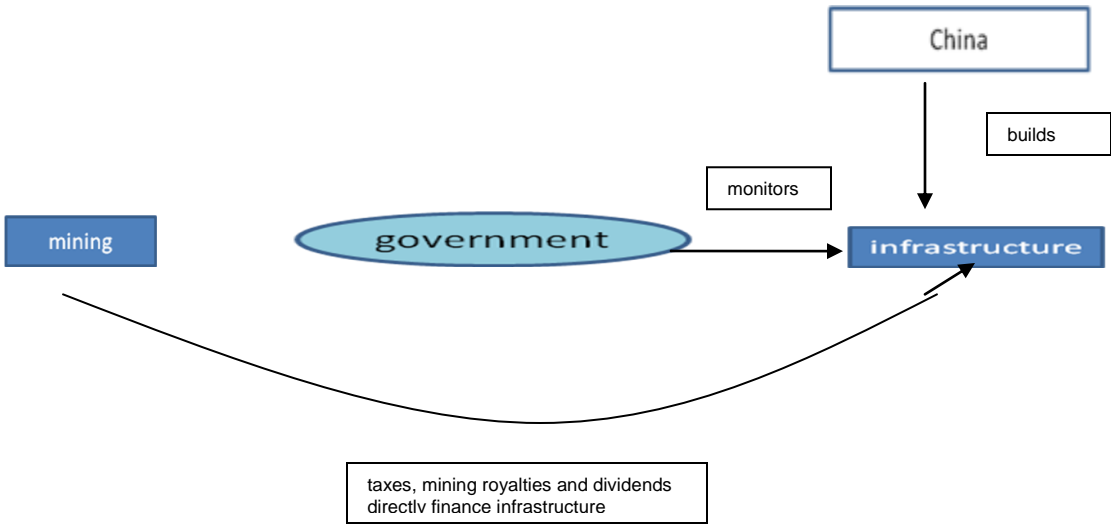 China
builds
monitors
mining
government
infrastructure
taxes, mining royalties and dividends
directly finance infrastructure